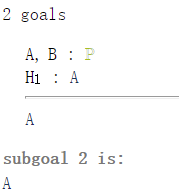 2 goals
A, B : P
H1 : A
A
subgoal 2 is:
A